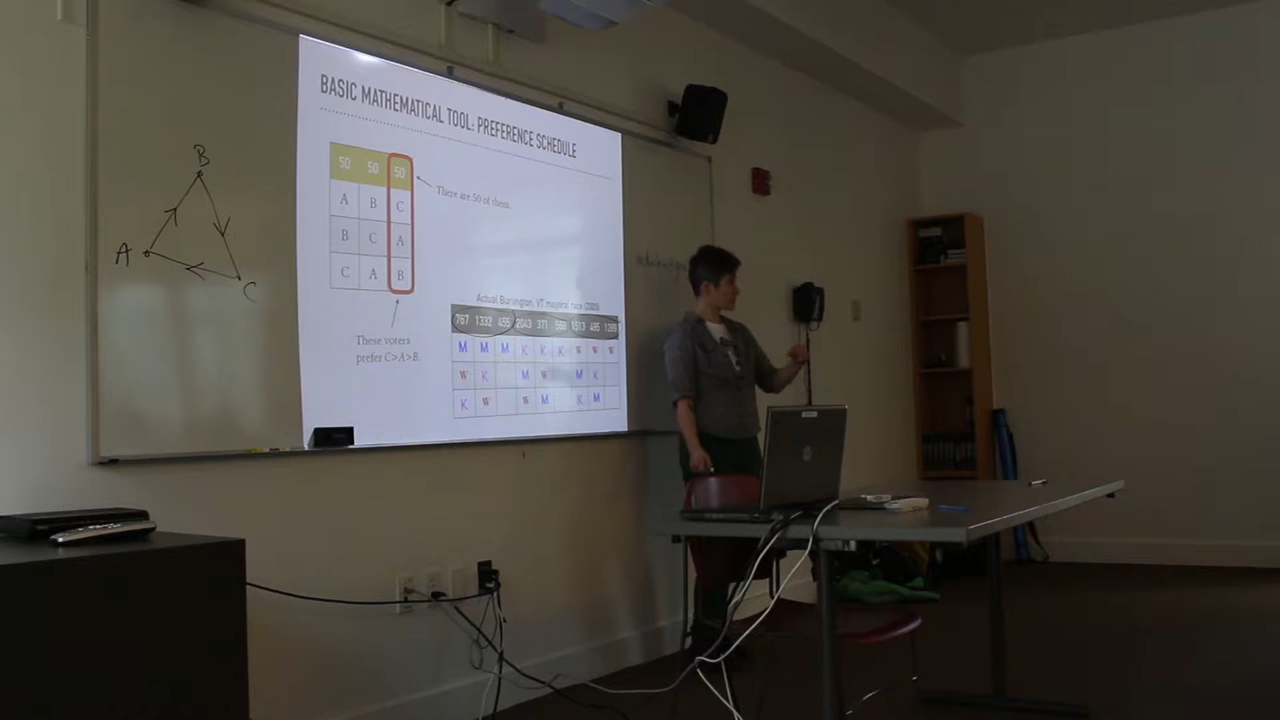 BASIC MATHEMATICAL TOOL: PREFERENCE SCHEDULE
B
A
C
50 50 50
A B C
B C A
C A B
There are 50 of them.
These voters
prefer C>A>B.
Actual Burlington, VT mayoral race (2009)
767 1332 455 2043 371 568 1513 495 1289
M M M K K K W W W
W K M W M K
K W W M K M